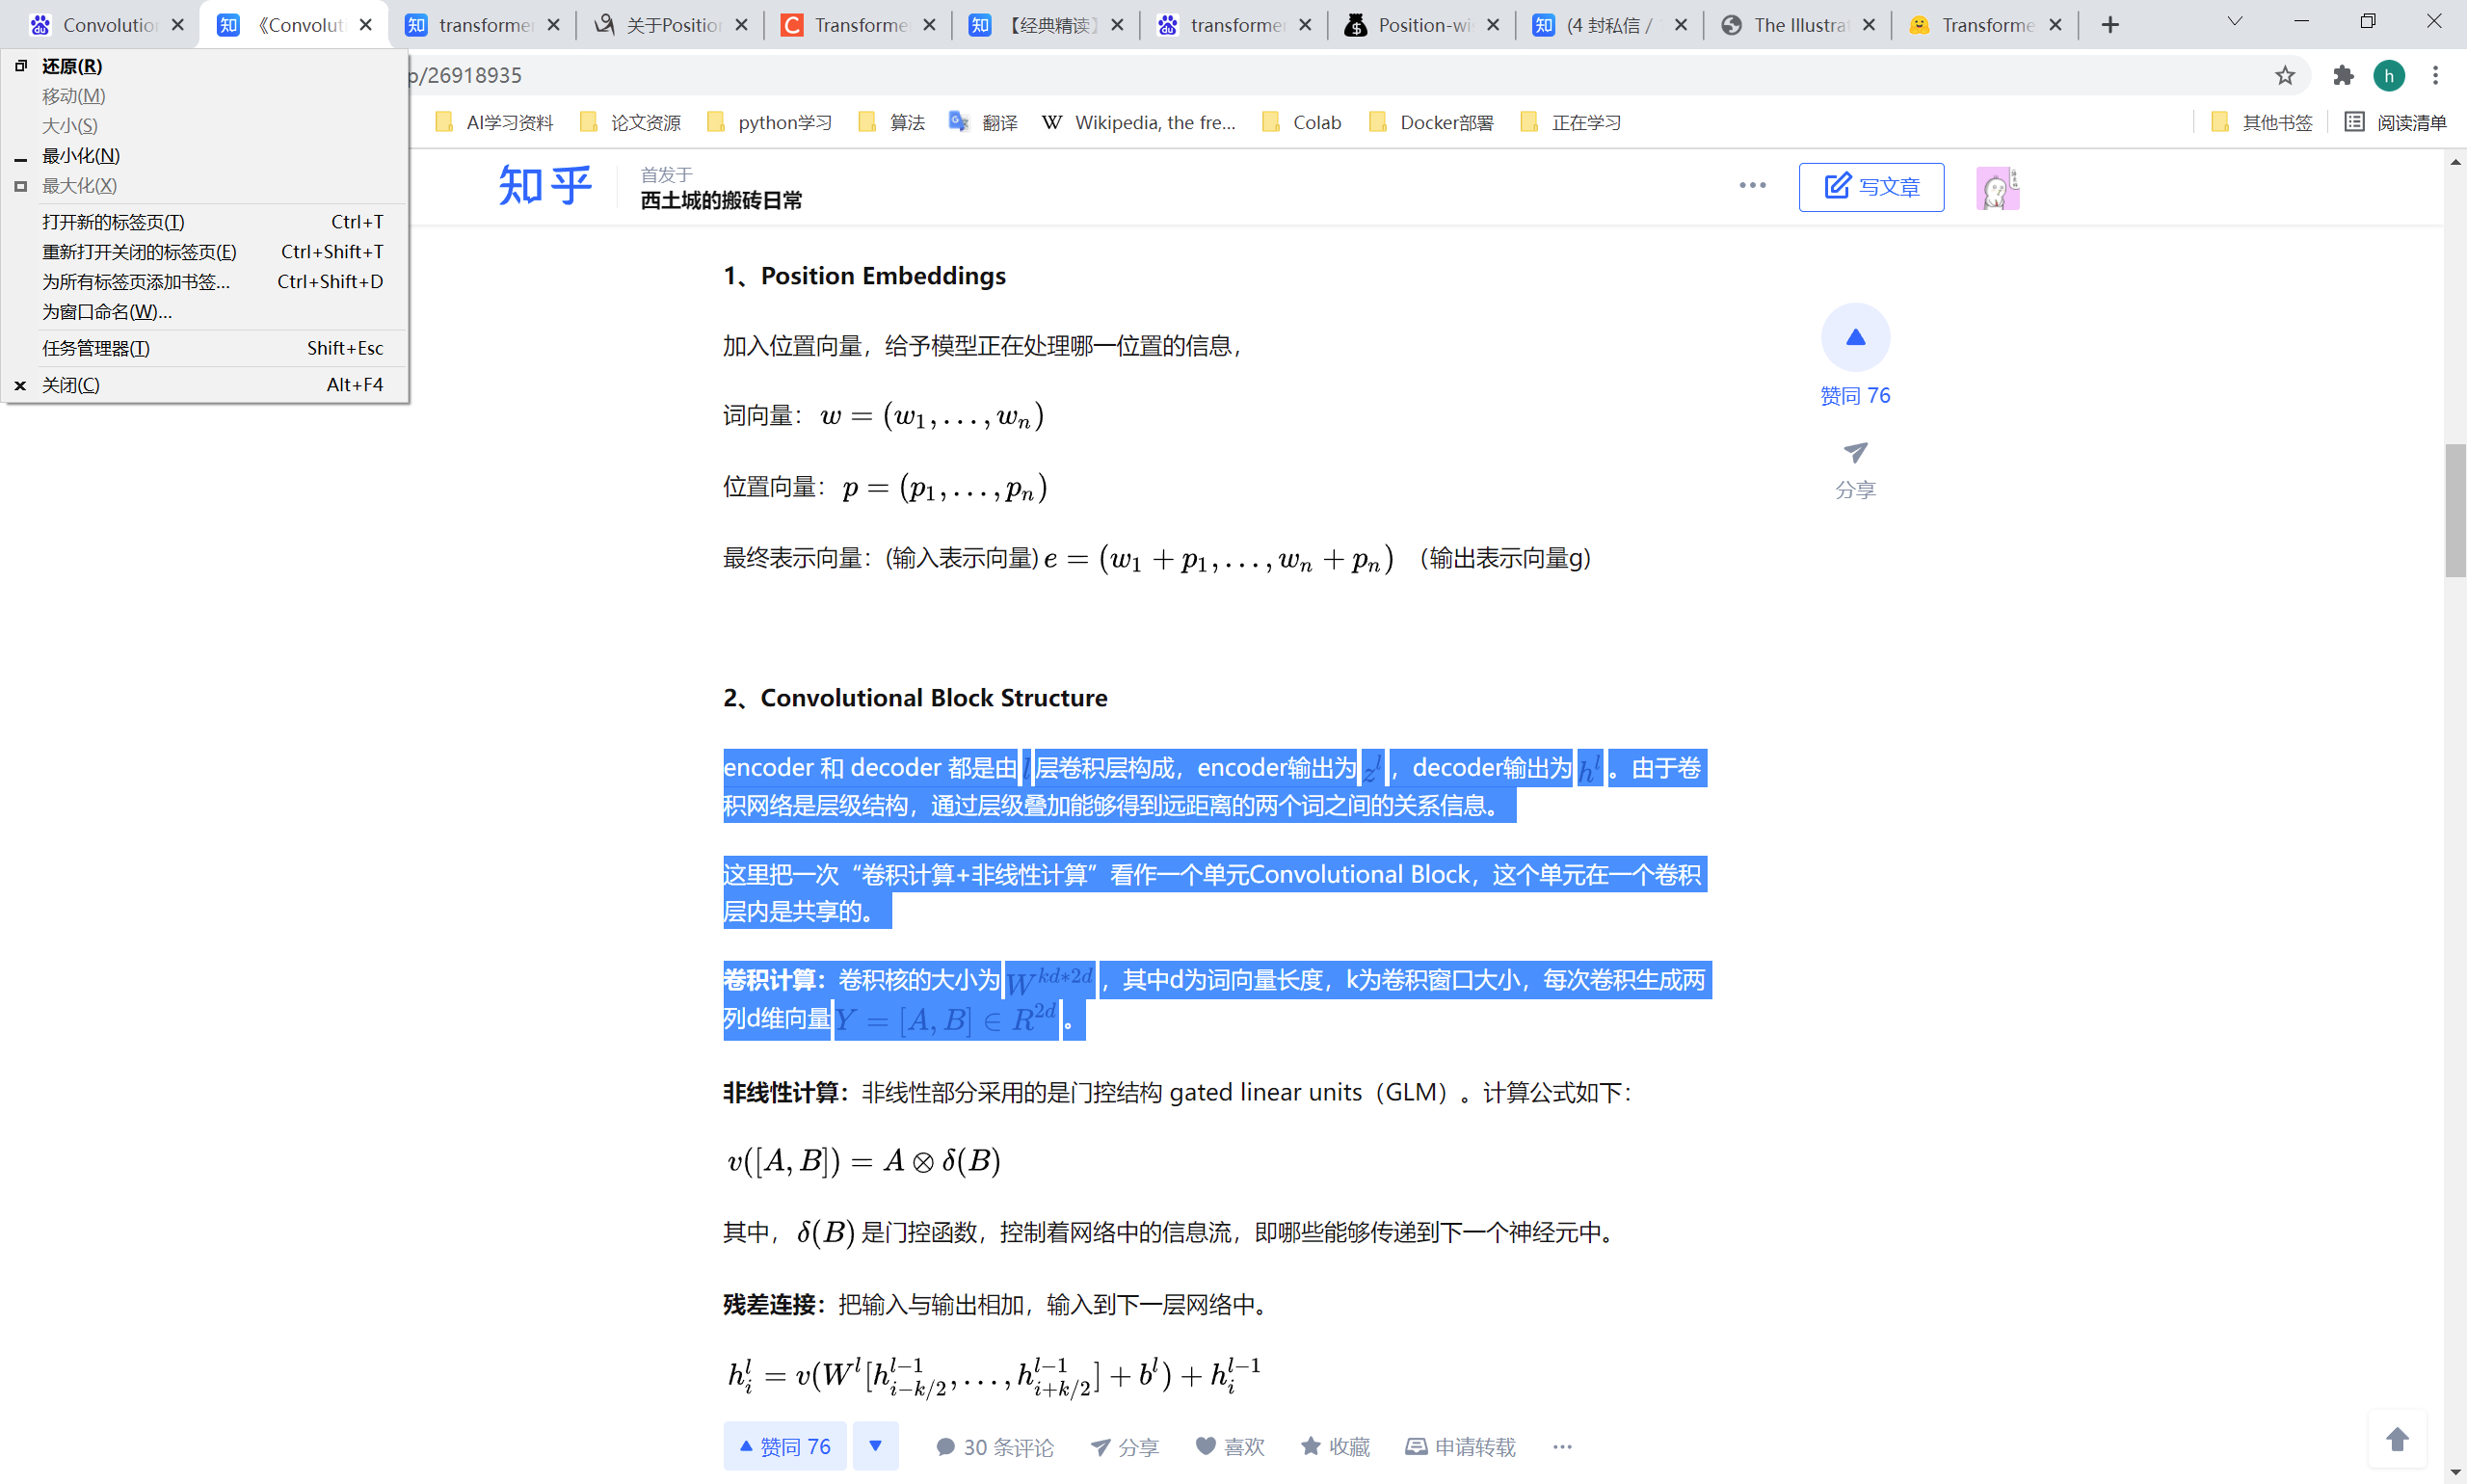 Convolution
《Convoluti
transformer
关于Position
Transformer
【经典精读】
transformer
Position-wi
(4 封私信 /
The Illustrat
Transforme
还原(R)
移动(M)
大小(S)
最小化(N)
最大化(X)
打开新的标签页(T) Ctrl+T
重新打开关闭的标签页(E) Ctrl+Shift+T
为所有标签页添加书签... Ctrl+Shift+D
为窗口命名(W)...
任务管理器(T) Shift+Esc
关闭(C) Alt+F4
p/26918935
h
AI学习资料 论文资源 python学习 算法 翻译 Wikipedia, the fre... Colab Docker部署 正在学习 其他书签 阅读清单
知乎
首发于
西土城的搬砖日常
写文章
1、Position Embeddings
加入位置向量，给予模型正在处理哪一位置的信息，
词向量： w = (w_1, ..., w_n)
位置向量： p = (p_1, ..., p_n)
最终表示向量：(输入表示向量) e = (w_1 + p_1, ..., w_n + p_n) （输出表示向量g)
赞同 76
分享
2、Convolutional Block Structure
encoder 和 decoder 都是由 l 层卷积层构成，encoder输出为 z^l ，decoder输出为 h^l 。由于卷
积网络是层级结构，通过层级叠加能够得到远距离的两个词之间的关系信息。
这里把一次“卷积计算+非线性计算”看作一个单元Convolutional Block，这个单元在一个卷积
层内是共享的。
卷积计算：卷积核的大小为 W^{kd*2d} ，其中d为词向量长度，k为卷积窗口大小，每次卷积生成两
列d维向量 Y = [A, B] ∈ R^{2d} 。
非线性计算：非线性部分采用的是门控结构 gated linear units（GLM）。计算公式如下：
v([A, B]) = A ⊗ δ(B)
其中， δ(B) 是门控函数，控制着网络中的信息流，即哪些能够传递到下一个神经元中。
残差连接：把输入与输出相加，输入到下一层网络中。
h_i^l = v(W^l[h_{i-k/2}^{l-1}, ..., h_{i+k/2}^{l-1}] + b^l) + h_i^{l-1}
赞同 76 30 条评论 分享 喜欢 收藏 申请转载